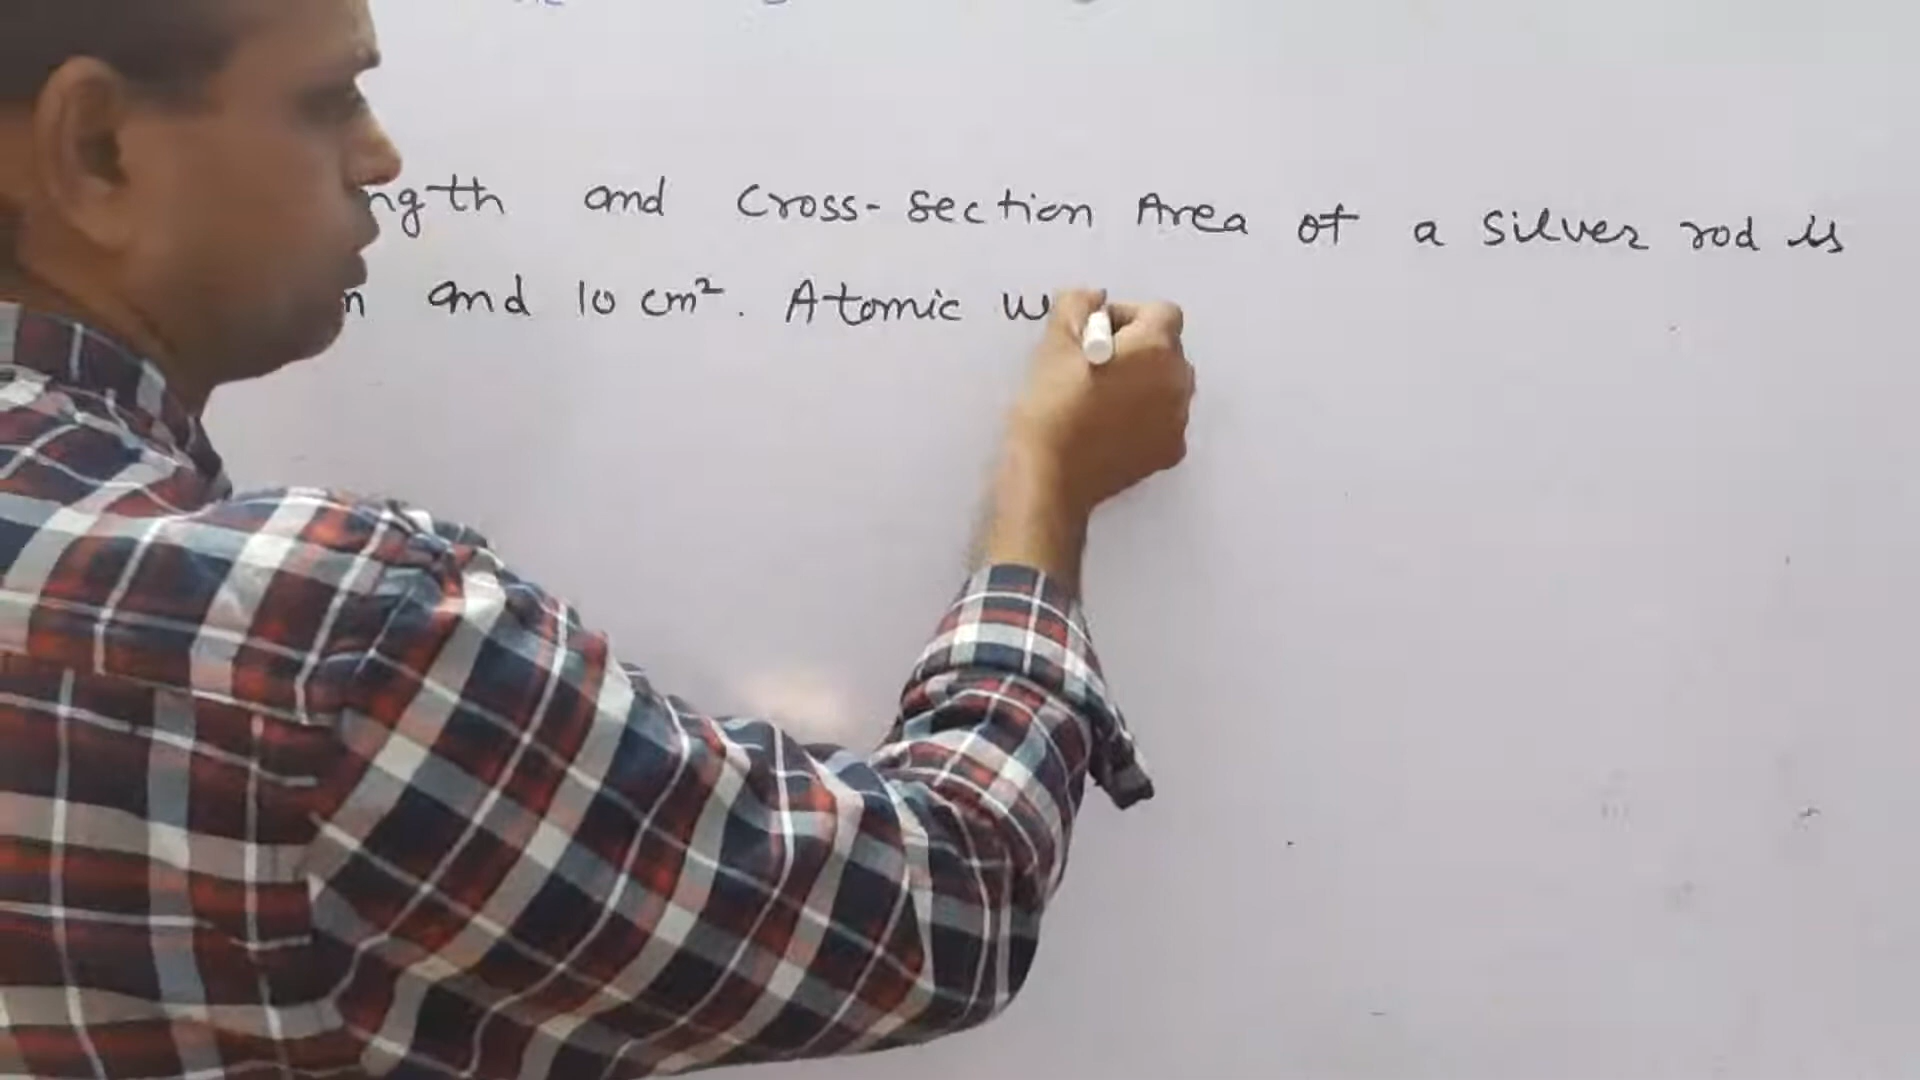 ngth and cross-section Area of a silver rod is
and 10 cm². Atomic